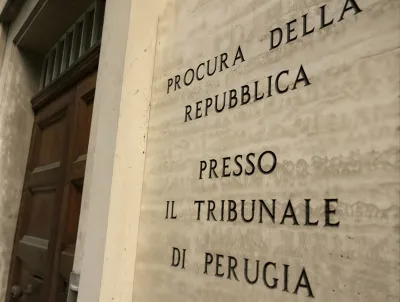 PROCURA DELLA
REPUBBLICA
PRESSO
IL TRIBUNALE
DI PERUGIA